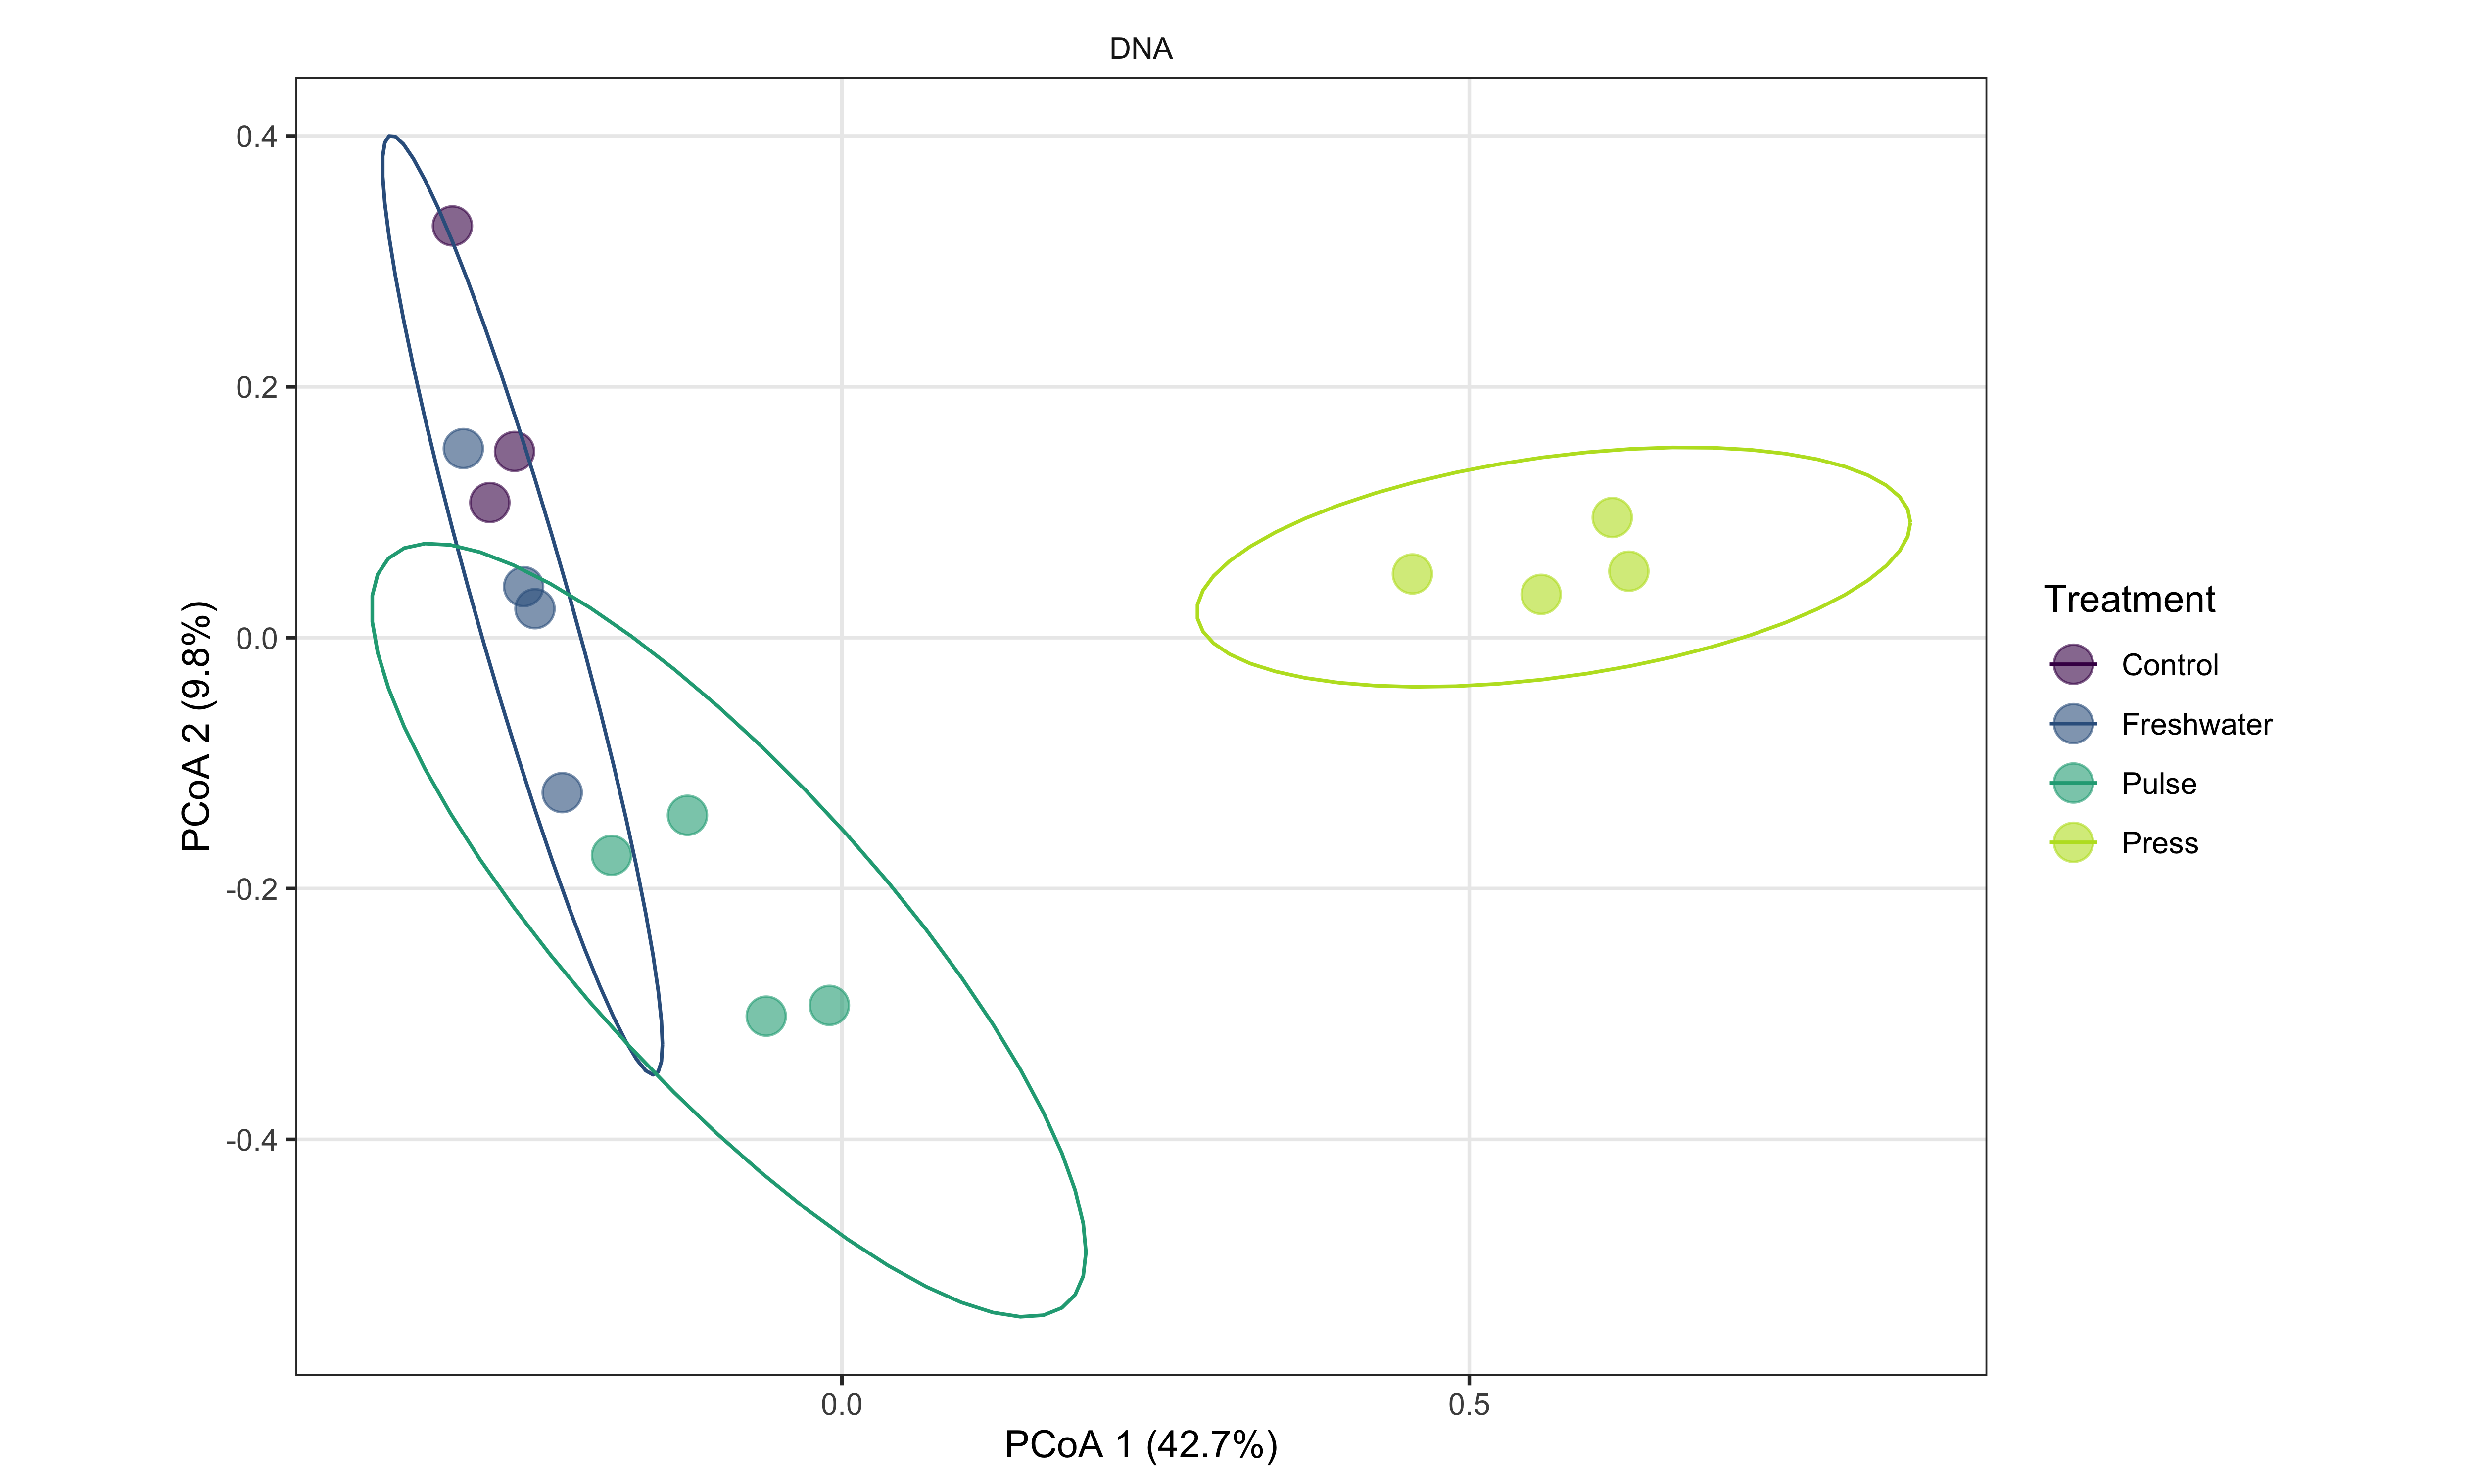 DNA
0.4
0.2
0.0
-0.2
-0.4
PCoA 2 (9.8%)
0.0
0.5
PCoA 1 (42.7%)
Treatment
Control
Freshwater
Pulse
Press